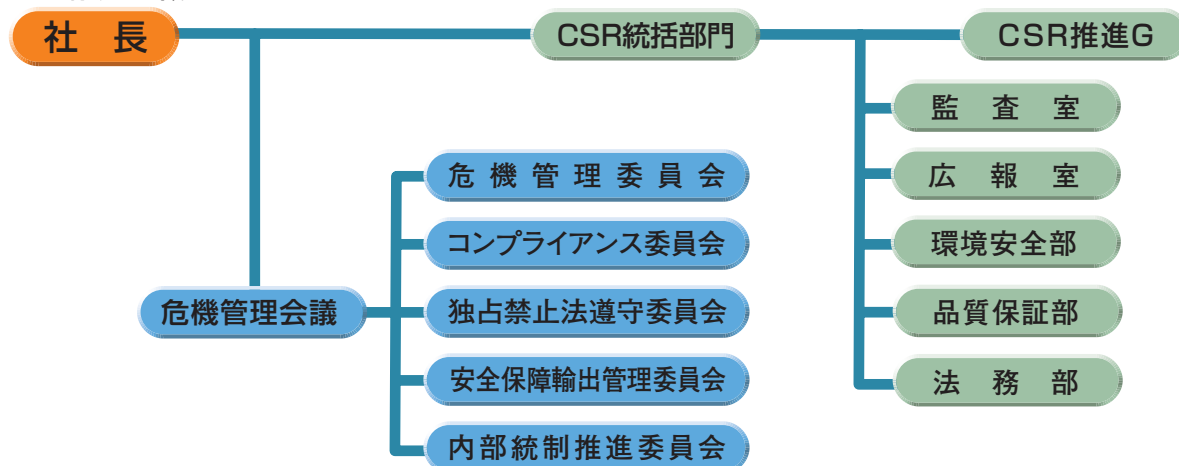 社長
CSR統括部門
CSR推進G
監査室
広報室
環境安全部
品質保証部
法務部
危機管理会議
危機管理委員会
コンプライアンス委員会
独占禁止法遵守委員会
安全保障輸出管理委員会
内部統制推進委員会